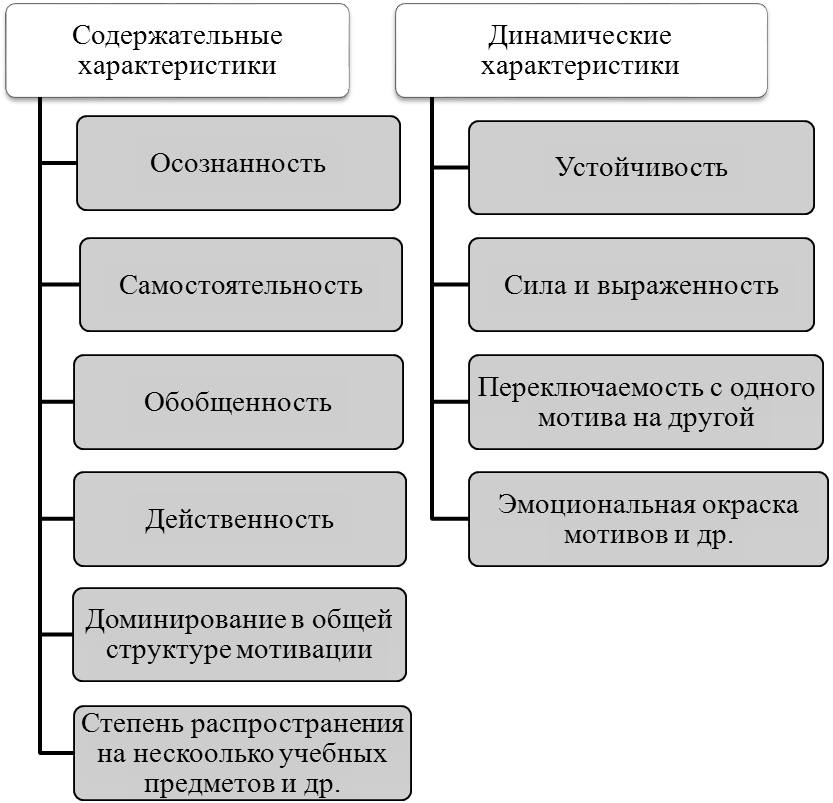 Содержательные
характеристики
Осознанность
Самостоятельность
Обобщенность
Действенность
Доминирование в общей
структуре мотивации
Степень распространения
на нескоолько учебных
предметов и др.
Динамические
характеристики
Устойчивость
Сила и выраженность
Переключаемость с одного
мотива на другой
Эмоциональная окраска
мотивов и др.